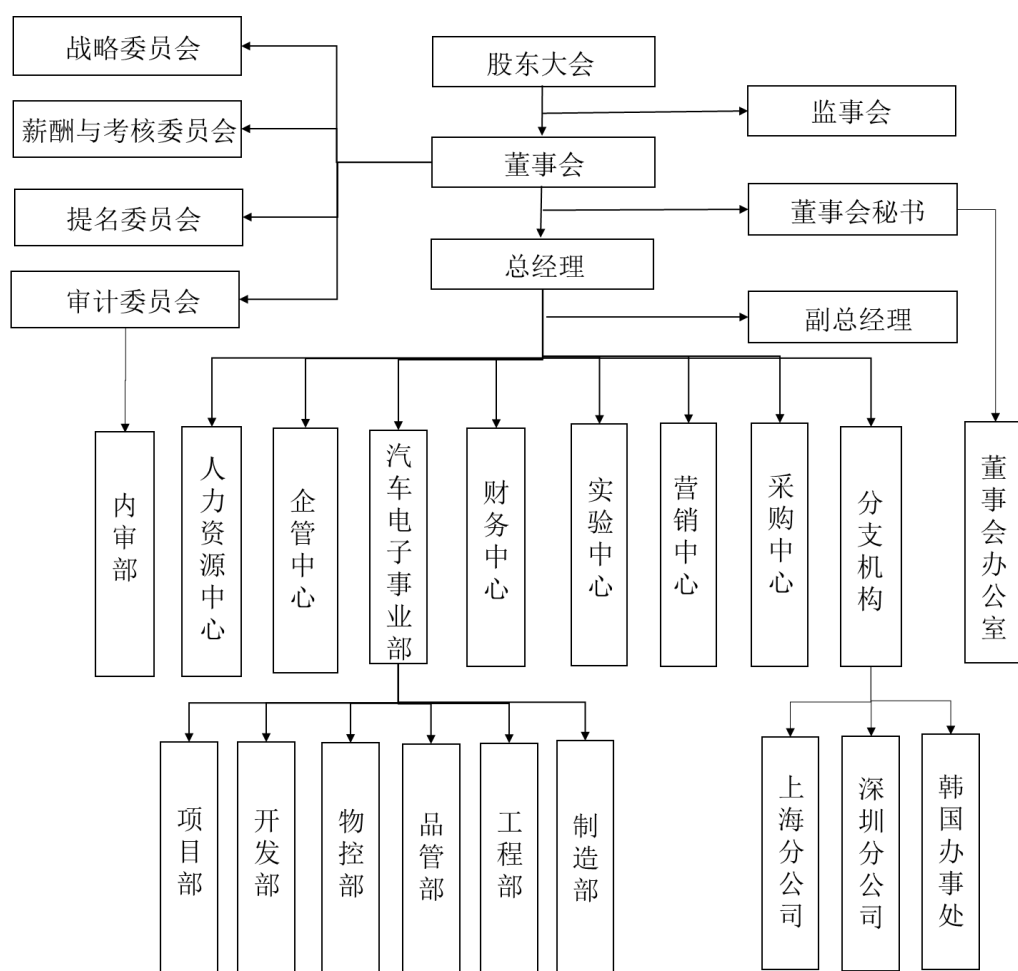 战略委员会
股东大会
薪酬与考核委员会
监事会
董事会
提名委员会
董事会秘书
总经理
审计委员会
副总经理
内审部
人力资源中心
企管中心
汽车电子事业部
财务中心
实验中心
营销中心
采购中心
分支机构
董事会办公室
项目部
开发部
物控部
品管部
工程部
制造部
上海分公司
深圳分公司
韩国办事处